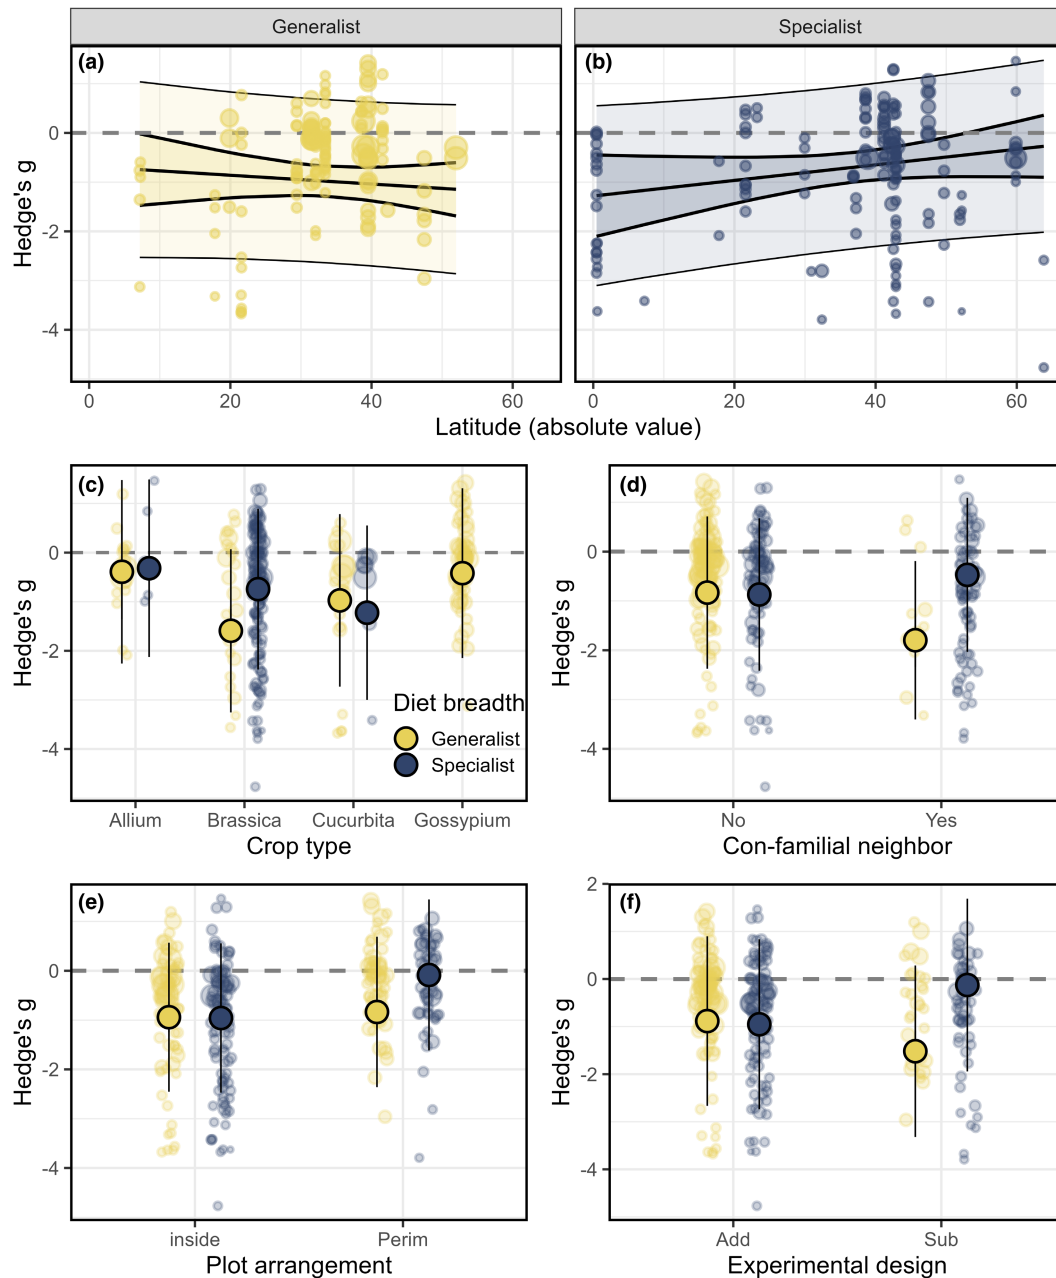 Generalist
Specialist
(a)
(b)
0
-2
-4
Hedge's g
0
20
40
60
0
20
40
60
Latitude (absolute value)
(c)
(d)
0
-2
-4
Hedge's g
0
-2
-4
Hedge's g
Diet breadth
Generalist
Specialist
Allium
Brassica
Cucurbita
Gossypium
Crop type
No
Yes
Con-familial neighbor
(e)
(f)
0
-2
-4
Hedge's g
2
0
-2
-4
Hedge's g
inside
Perim
Plot arrangement
Add
Sub
Experimental design